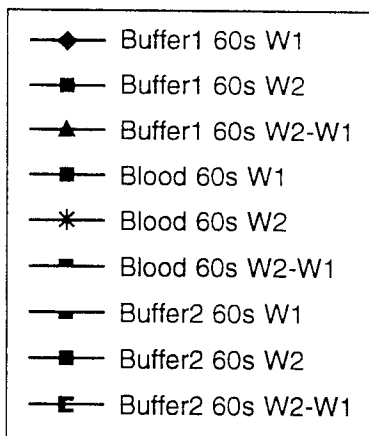 Buffer1 60s W1
Buffer1 60s W2
Buffer1 60s W2-W1
Blood 60s W1
Blood 60s W2
Blood 60s W2-W1
Buffer2 60s W1
Buffer2 60s W2
Buffer2 60s W2-W1